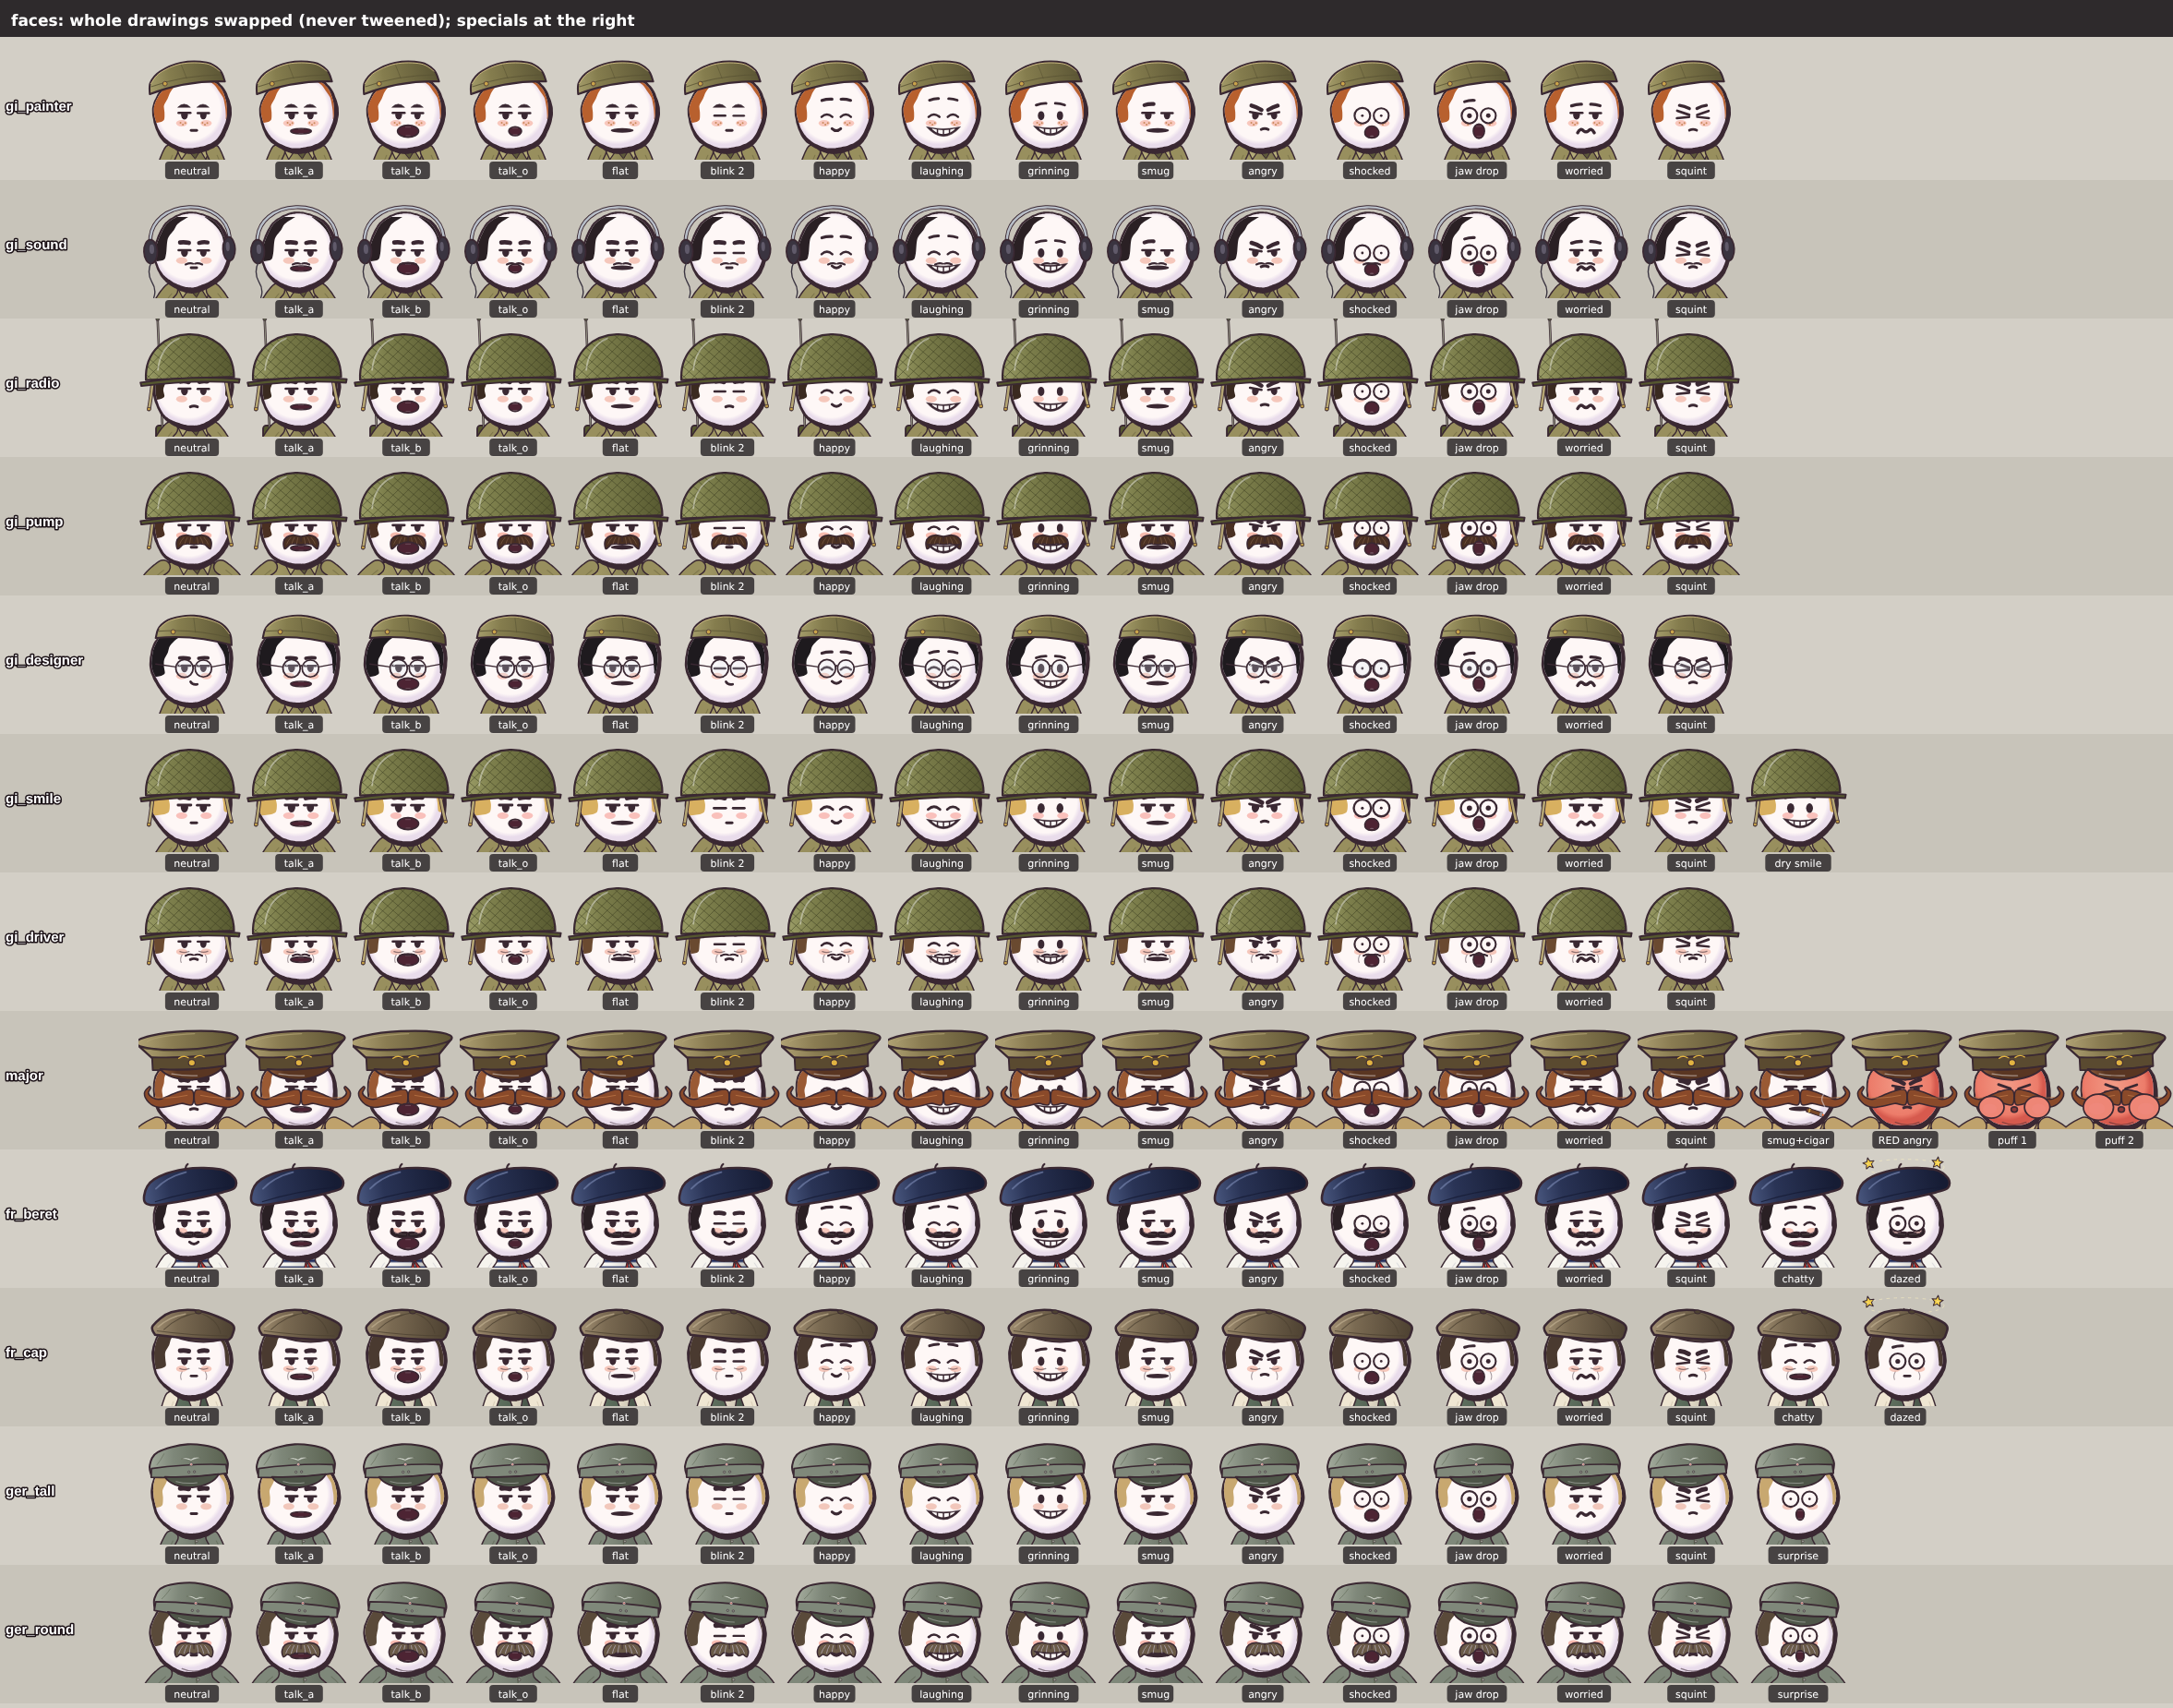 faces: whole drawings swapped (never tweened); specials at the right
gi_painter
neutral talk_a talk_b talk_o flat blink 2 happy laughing grinning smug angry shocked jaw drop worried squint
gi_sound
neutral talk_a talk_b talk_o flat blink 2 happy laughing grinning smug angry shocked jaw drop worried squint
gi_radio
neutral talk_a talk_b talk_o flat blink 2 happy laughing grinning smug angry shocked jaw drop worried squint
gi_pump
neutral talk_a talk_b talk_o flat blink 2 happy laughing grinning smug angry shocked jaw drop worried squint
gi_designer
neutral talk_a talk_b talk_o flat blink 2 happy laughing grinning smug angry shocked jaw drop worried squint
gi_smile
neutral talk_a talk_b talk_o flat blink 2 happy laughing grinning smug angry shocked jaw drop worried squint dry smile
gi_driver
neutral talk_a talk_b talk_o flat blink 2 happy laughing grinning smug angry shocked jaw drop worried squint
major
neutral talk_a talk_b talk_o flat blink 2 happy laughing grinning smug angry shocked jaw drop worried squint smug+cigar RED angry puff 1 puff 2
fr_beret
neutral talk_a talk_b talk_o flat blink 2 happy laughing grinning smug angry shocked jaw drop worried squint chatty dazed
fr_cap
neutral talk_a talk_b talk_o flat blink 2 happy laughing grinning smug angry shocked jaw drop worried squint chatty dazed
ger_tall
neutral talk_a talk_b talk_o flat blink 2 happy laughing grinning smug angry shocked jaw drop worried squint surprise
ger_round
neutral talk_a talk_b talk_o flat blink 2 happy laughing grinning smug angry shocked jaw drop worried squint surprise